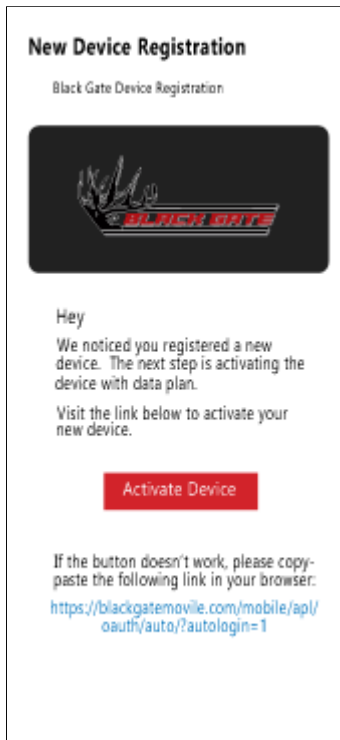 New Device Registration
Black Gate Device Registration
BLACK GATE
Hey
We noticed you registered a new
device. The next step is activating the
device with data plan.
Visit the link below to activate your
new device.
Activate Device
If the button doesn't work, please copy-
paste the following link in your browser:
https://blackgatemovile.com/mobile/apl/
oauth/auto/?autologin=1